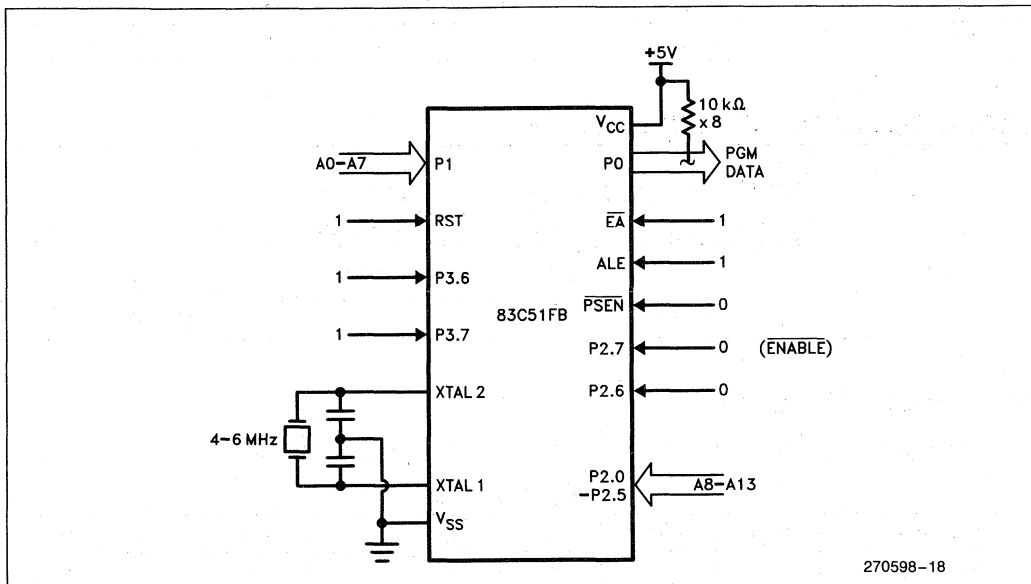 +5V
10 kΩ
x 8
VCC
A0-A7
P1
P0
PGM
DATA
1
RST
EA
1
1
P3.6
ALE
1
83C51FB
PSEN
0
1
P3.7
P2.7
0
(ENABLE)
P2.6
0
XTAL 2
4-6 MHz
XTAL 1
P2.0
-P2.5
A8-A13
VSS
270598-18